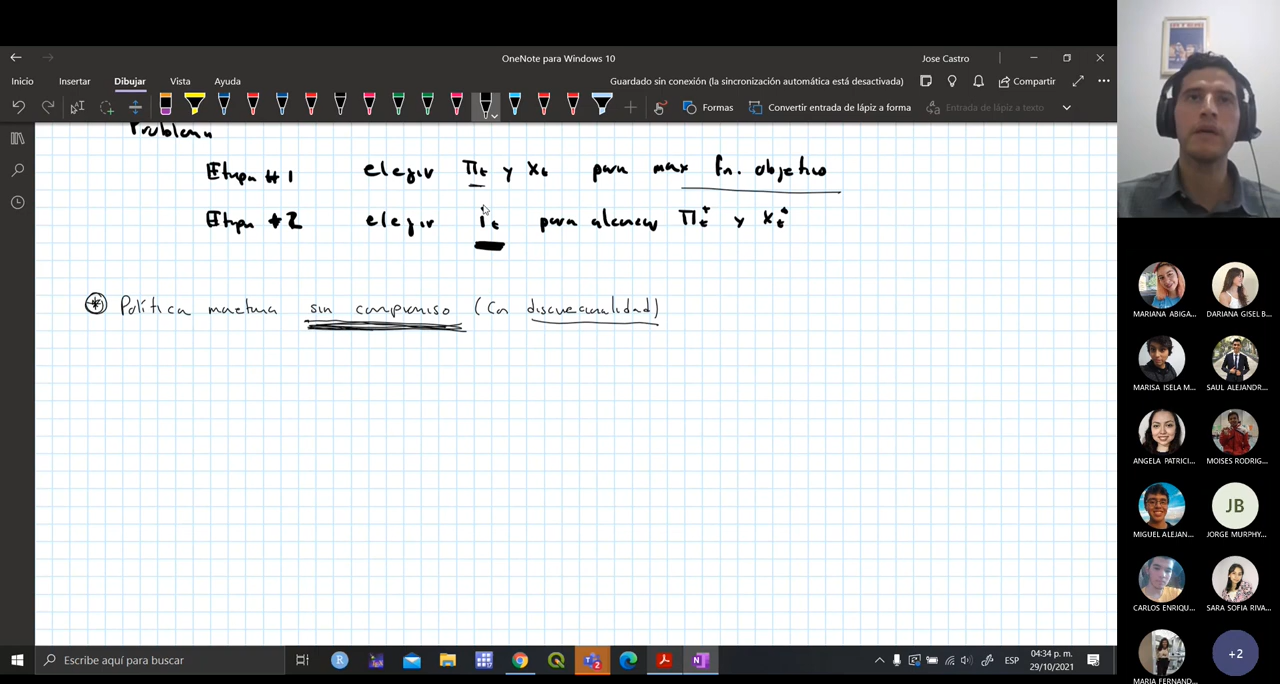 OneNote para Windows 10
Jose Castro
Inicio Insertar Dibujar Vista Ayuda
Guardado sin conexión (la sincronización automática está desactivada)
Compartir
Formas
Convertir entrada de lápiz a forma
Entrada de lápiz a texto
Problema
Etapa #1 elegir Πt y xt para max fn. objetivo
Etapa #2 elegir it para alcanzar Πt* y xt*
* Política monetaria sin compromiso (Con discrecionalidad)
MARIANA ABIGA...
DARIANA GISEL B...
MARISA ISELA M...
SAUL ALEJANDR...
ANGELA PATRICI...
MOISES RODRIG...
MIGUEL ALEJAN...
JB
JORGE MURPHY...
CARLOS ENRIQU...
SARA SOFIA RIVA...
MARIA FERNAND...
+2
Escribe aquí para buscar
ESP
04:34 p. m.
29/10/2021